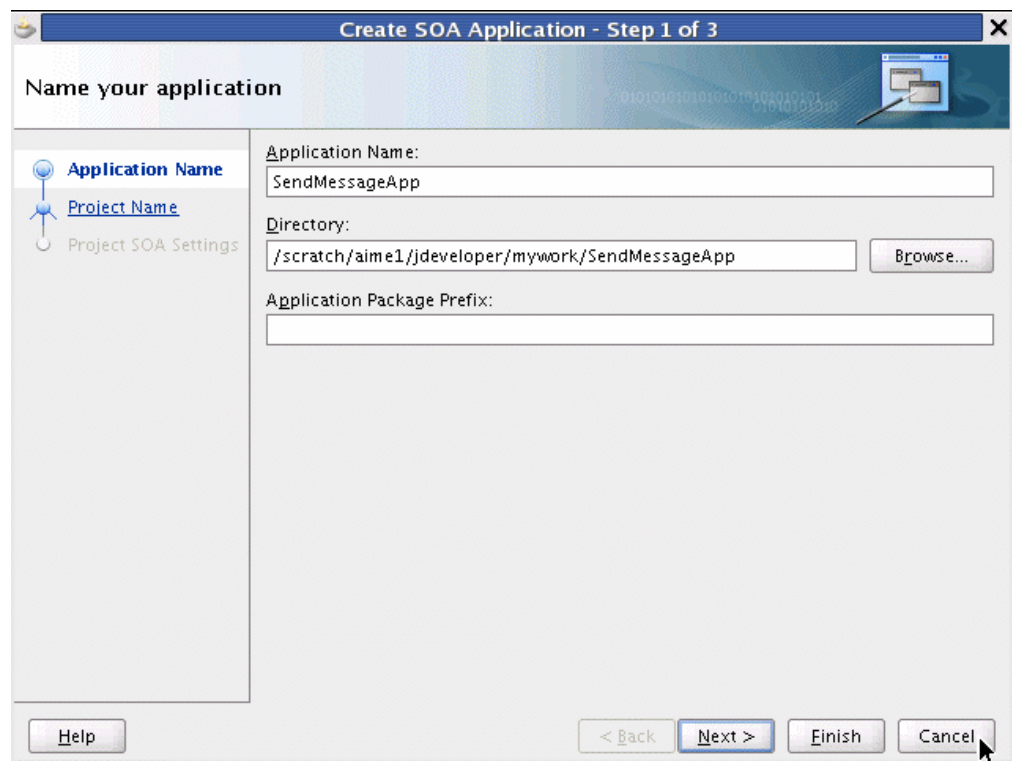 Create SOA Application - Step 1 of 3
Name your application
Application Name
Project Name
Project SOA Settings
Application Name:
SendMessageApp
Directory:
/scratch/aime1/jdeveloper/mywork/SendMessageApp
Browse...
Application Package Prefix:
Help
< Back
Next >
Finish
Cancel